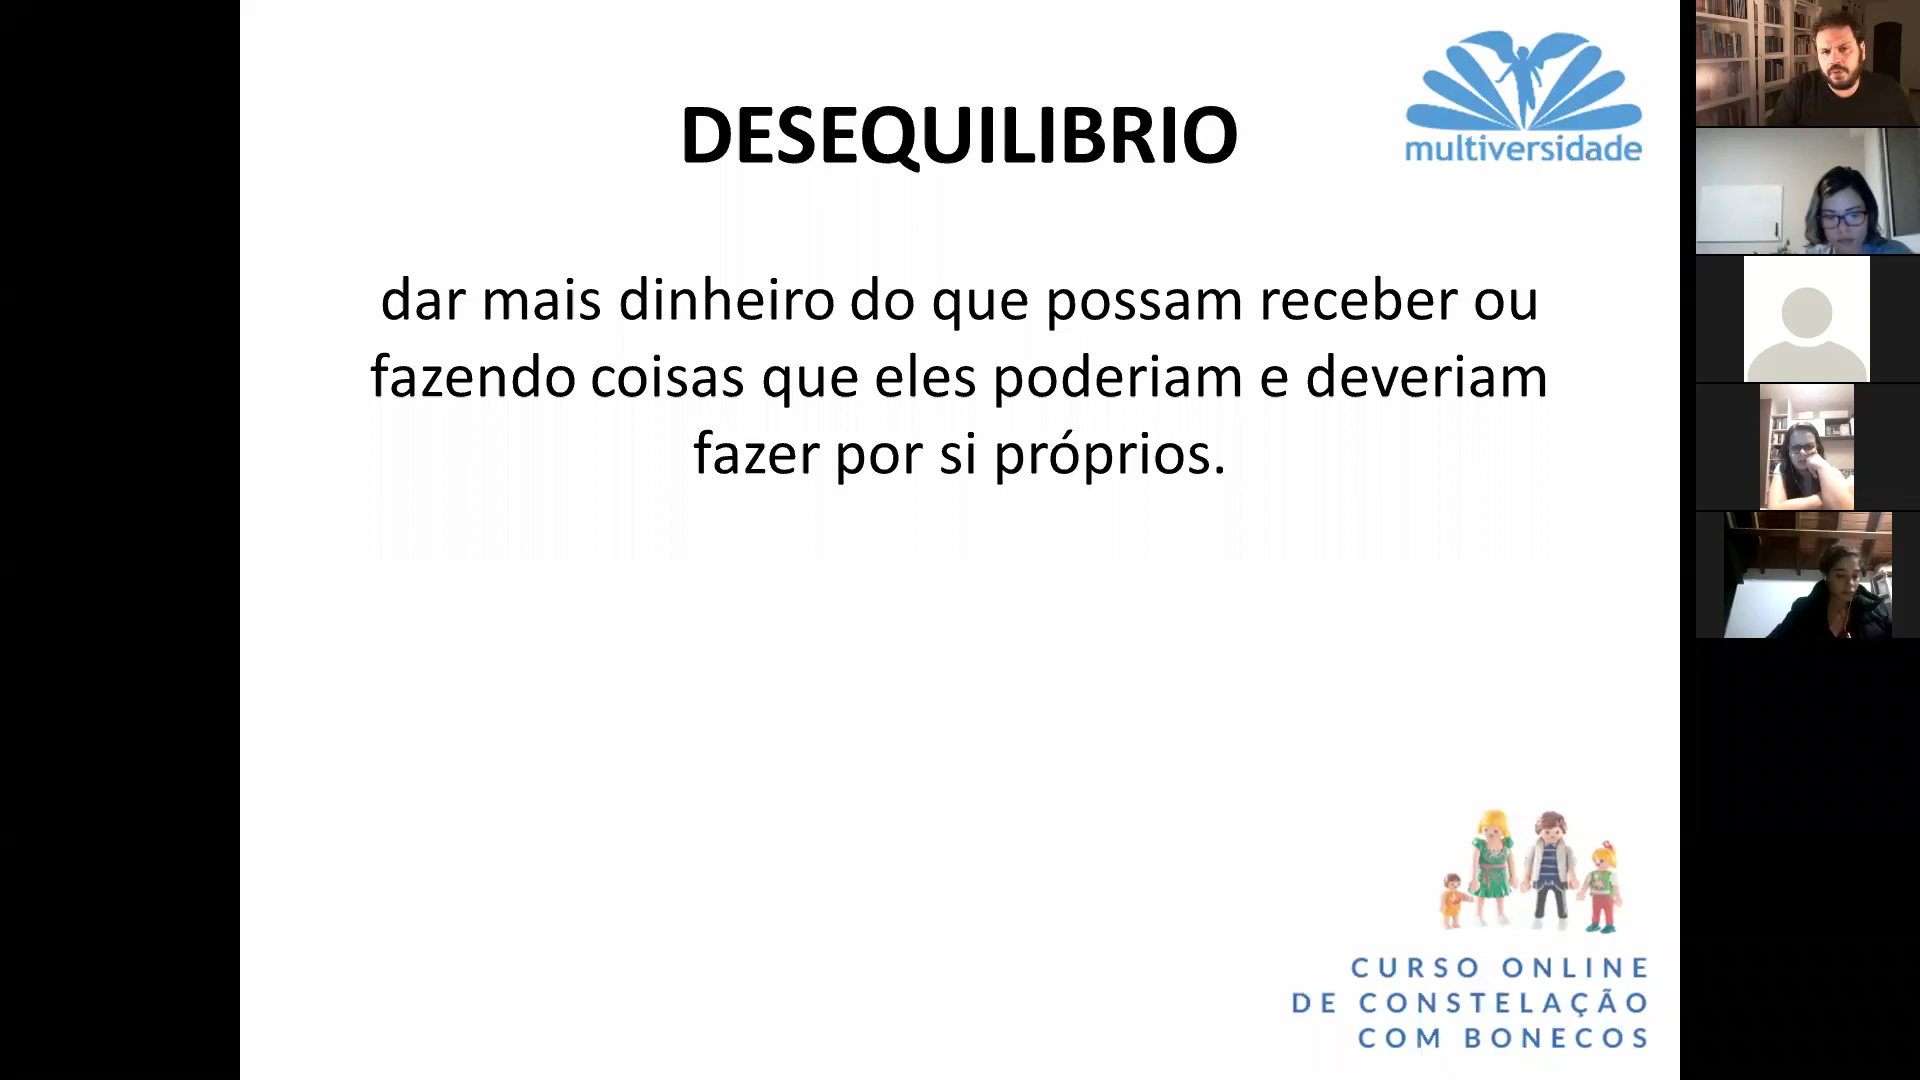 DESEQUILIBRIO
multiversidade
dar mais dinheiro do que possam receber ou
fazendo coisas que eles poderiam e deveriam
fazer por si próprios.
CURSO ONLINE
DE CONSTELAÇÃO
COM BONECOS